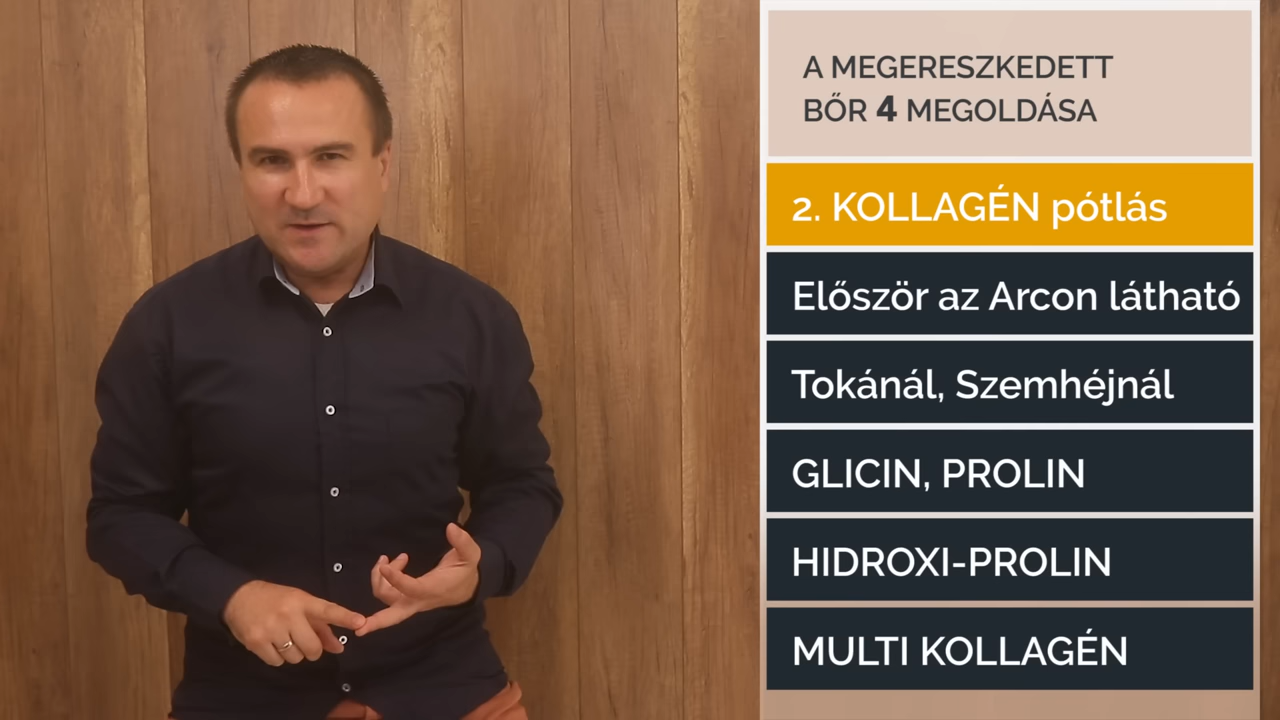 A MEGERESZKEDETT
BŐR 4 MEGOLDÁSA
2. KOLLAGÉN pótlás
Először az Arcon látható
Tokánál, Szemhéjnál
GLICIN, PROLIN
HIDROXI-PROLIN
MULTI KOLLAGÉN